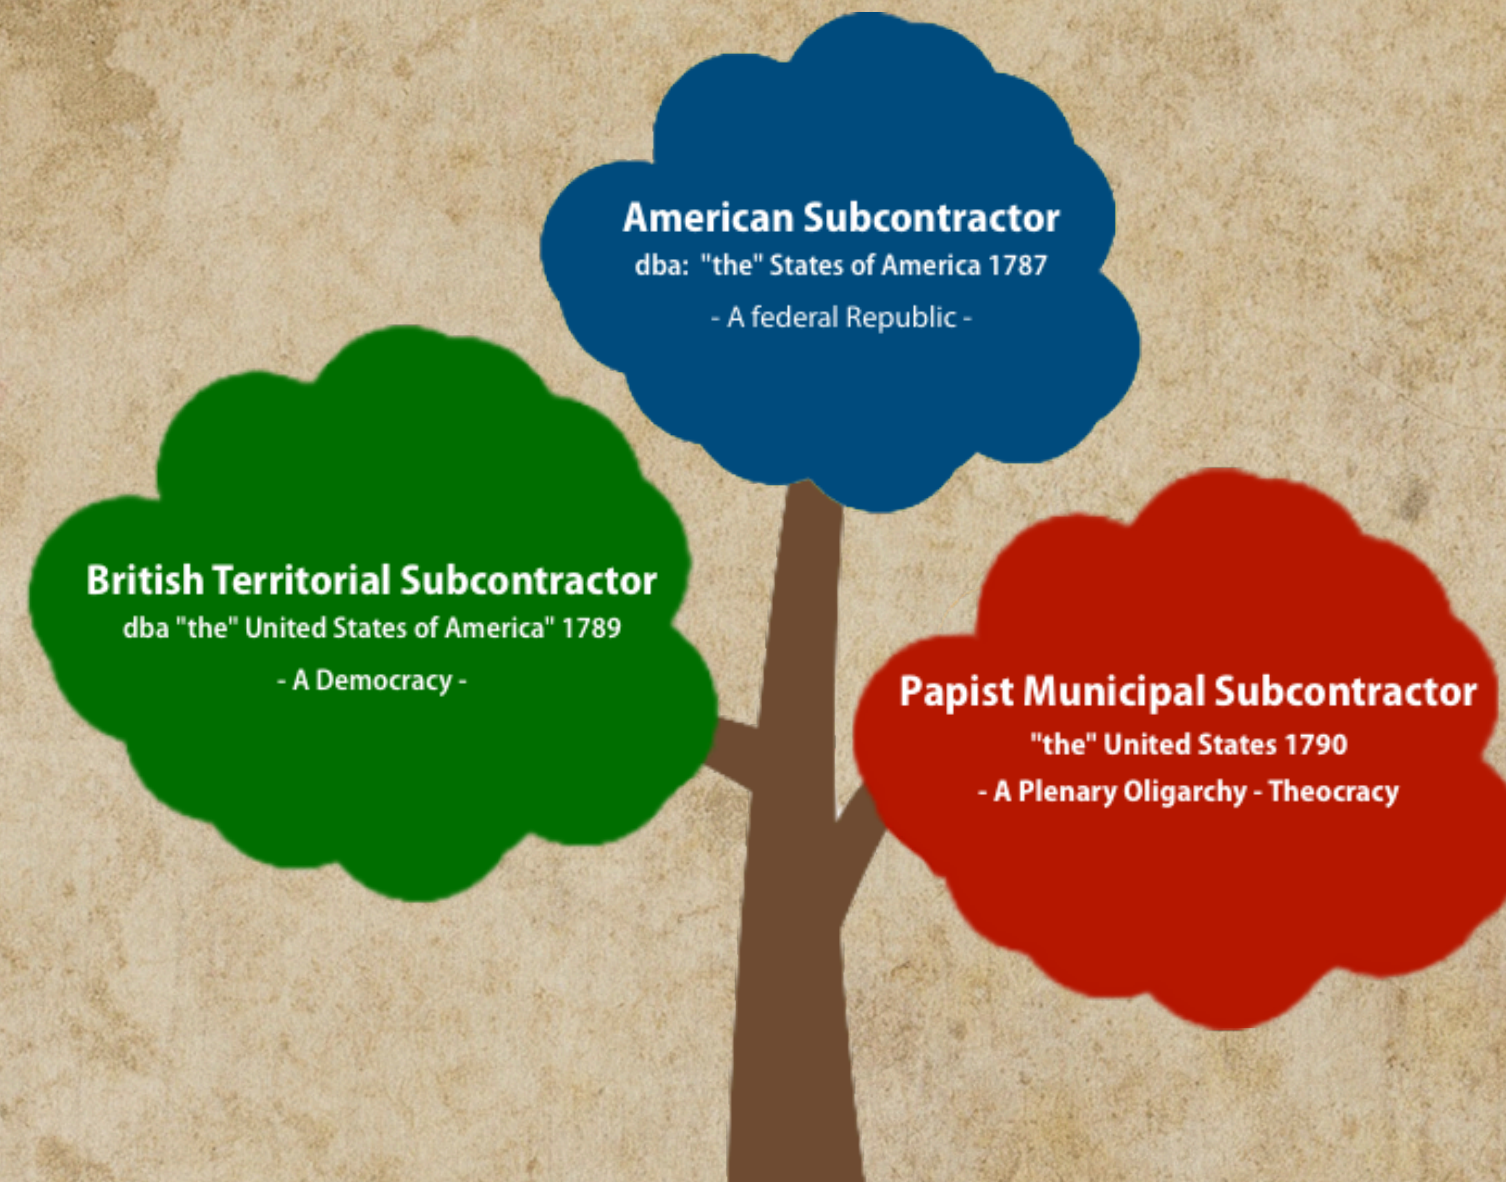 American Subcontractor
dba:  "the" States of America 1787
- A federal Republic -
British Territorial Subcontractor
dba "the" United States of America" 1789
- A Democracy -
Papist Municipal Subcontractor
"the" United States 1790
- A Plenary Oligarchy - Theocracy